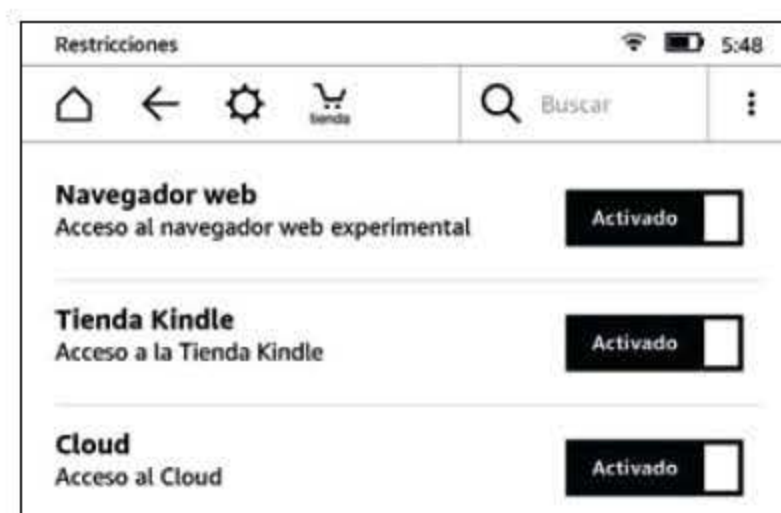 Restricciones
5:48
tienda
Buscar
Navegador web
Acceso al navegador web experimental
Activado
Tienda Kindle
Acceso a la Tienda Kindle
Activado
Cloud
Acceso al Cloud
Activado